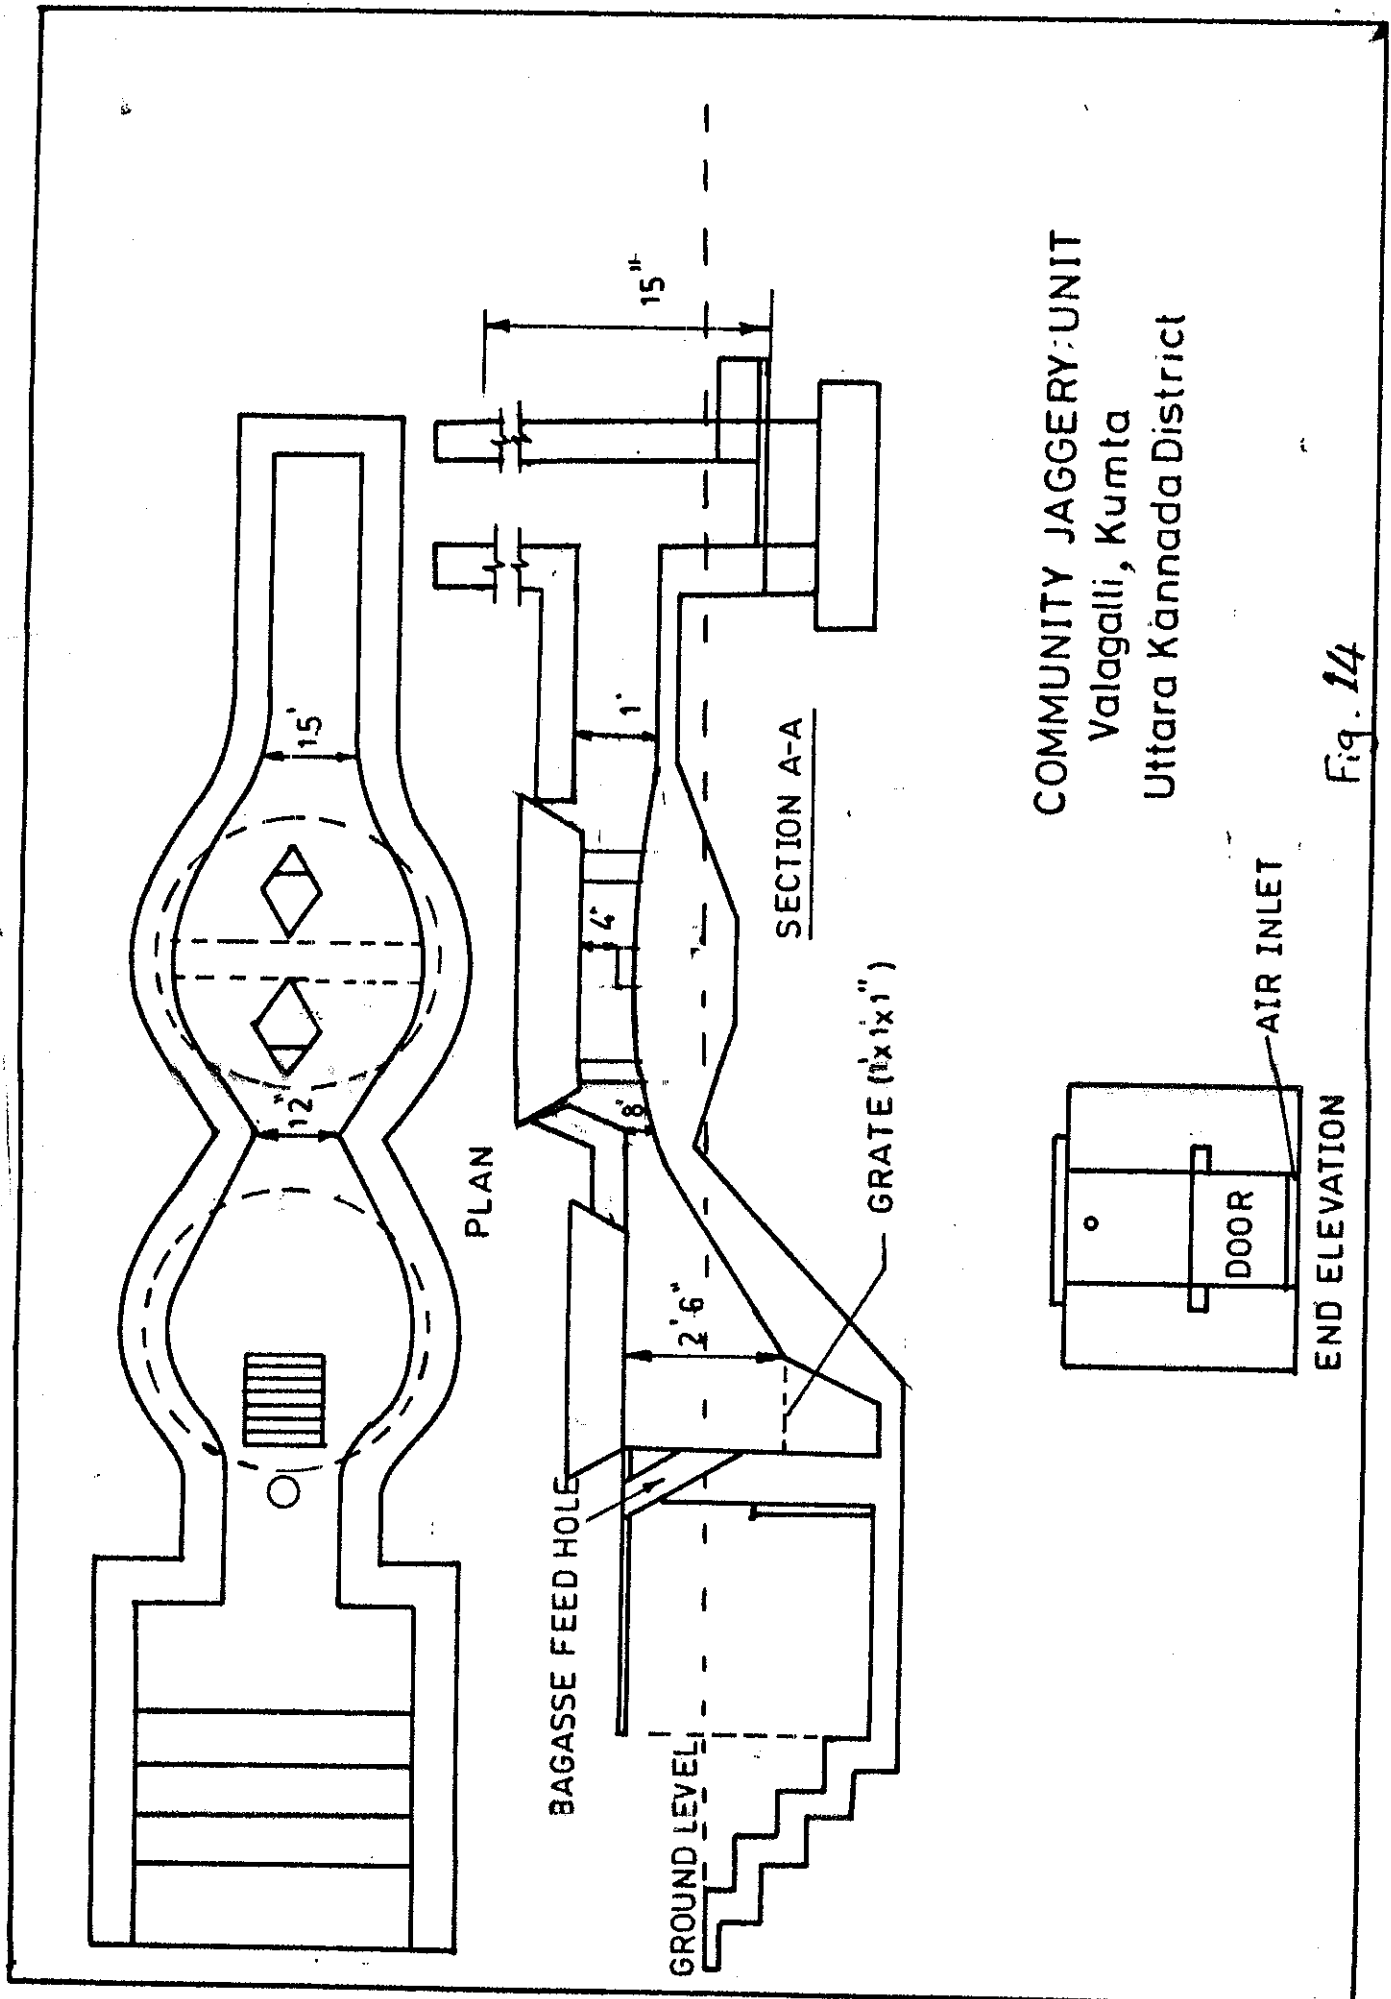 15'
12"
PLAN
15"
1'
4"
8"
2' 6"
BAGASSE FEED HOLE
GROUND LEVEL
GRATE (1'x1'x1")
SECTION A-A
DOOR
AIR INLET
END ELEVATION
COMMUNITY JAGGERY UNIT
Valagalli, Kumta
Uttara Kannada District
Fig. 14